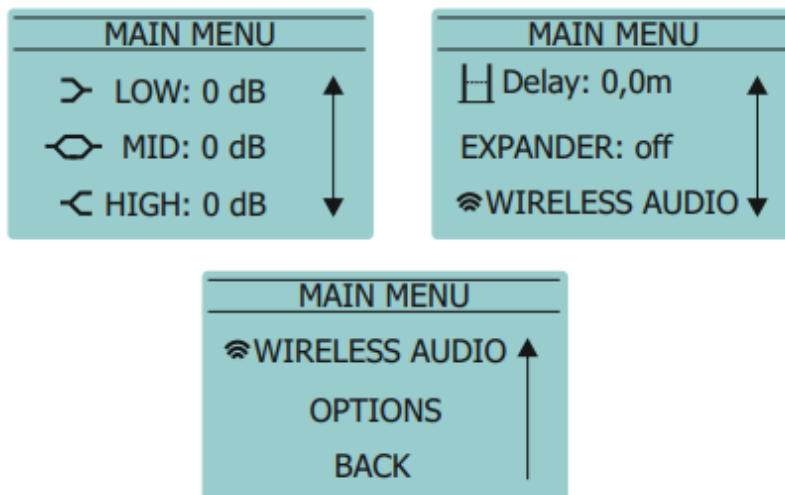 MAIN MENU
LOW: 0 dB
MID: 0 dB
HIGH: 0 dB
MAIN MENU
Delay: 0,0m
EXPANDER: off
WIRELESS AUDIO
MAIN MENU
WIRELESS AUDIO
OPTIONS
BACK